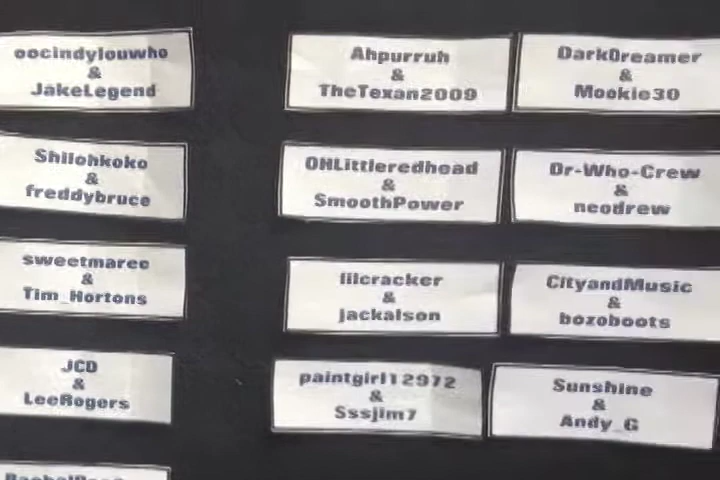 oocindylouwho
&
JakeLegend
Ahpurruh
&
TheTexan2009
DarkDreamer
&
Mookie30
Shilohkoko
&
freddybruce
OHLittleredhead
&
SmoothPower
Dr-Who-Crew
&
neodrew
sweetmaree
&
Tim_Hortons
filcracker
&
jackalson
CityandMusic
&
bozoboots
JCD
&
LeeRogers
paintgirl12972
&
Sssjim7
Sunshine
&
Andy_G